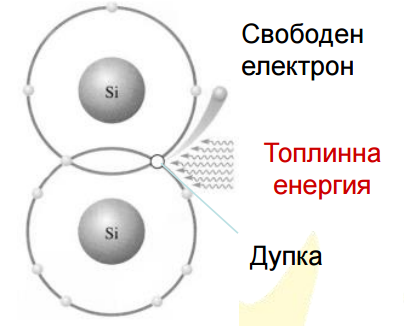 Свободен
електрон
Si
Топлинна
енергия
Si
Дупка